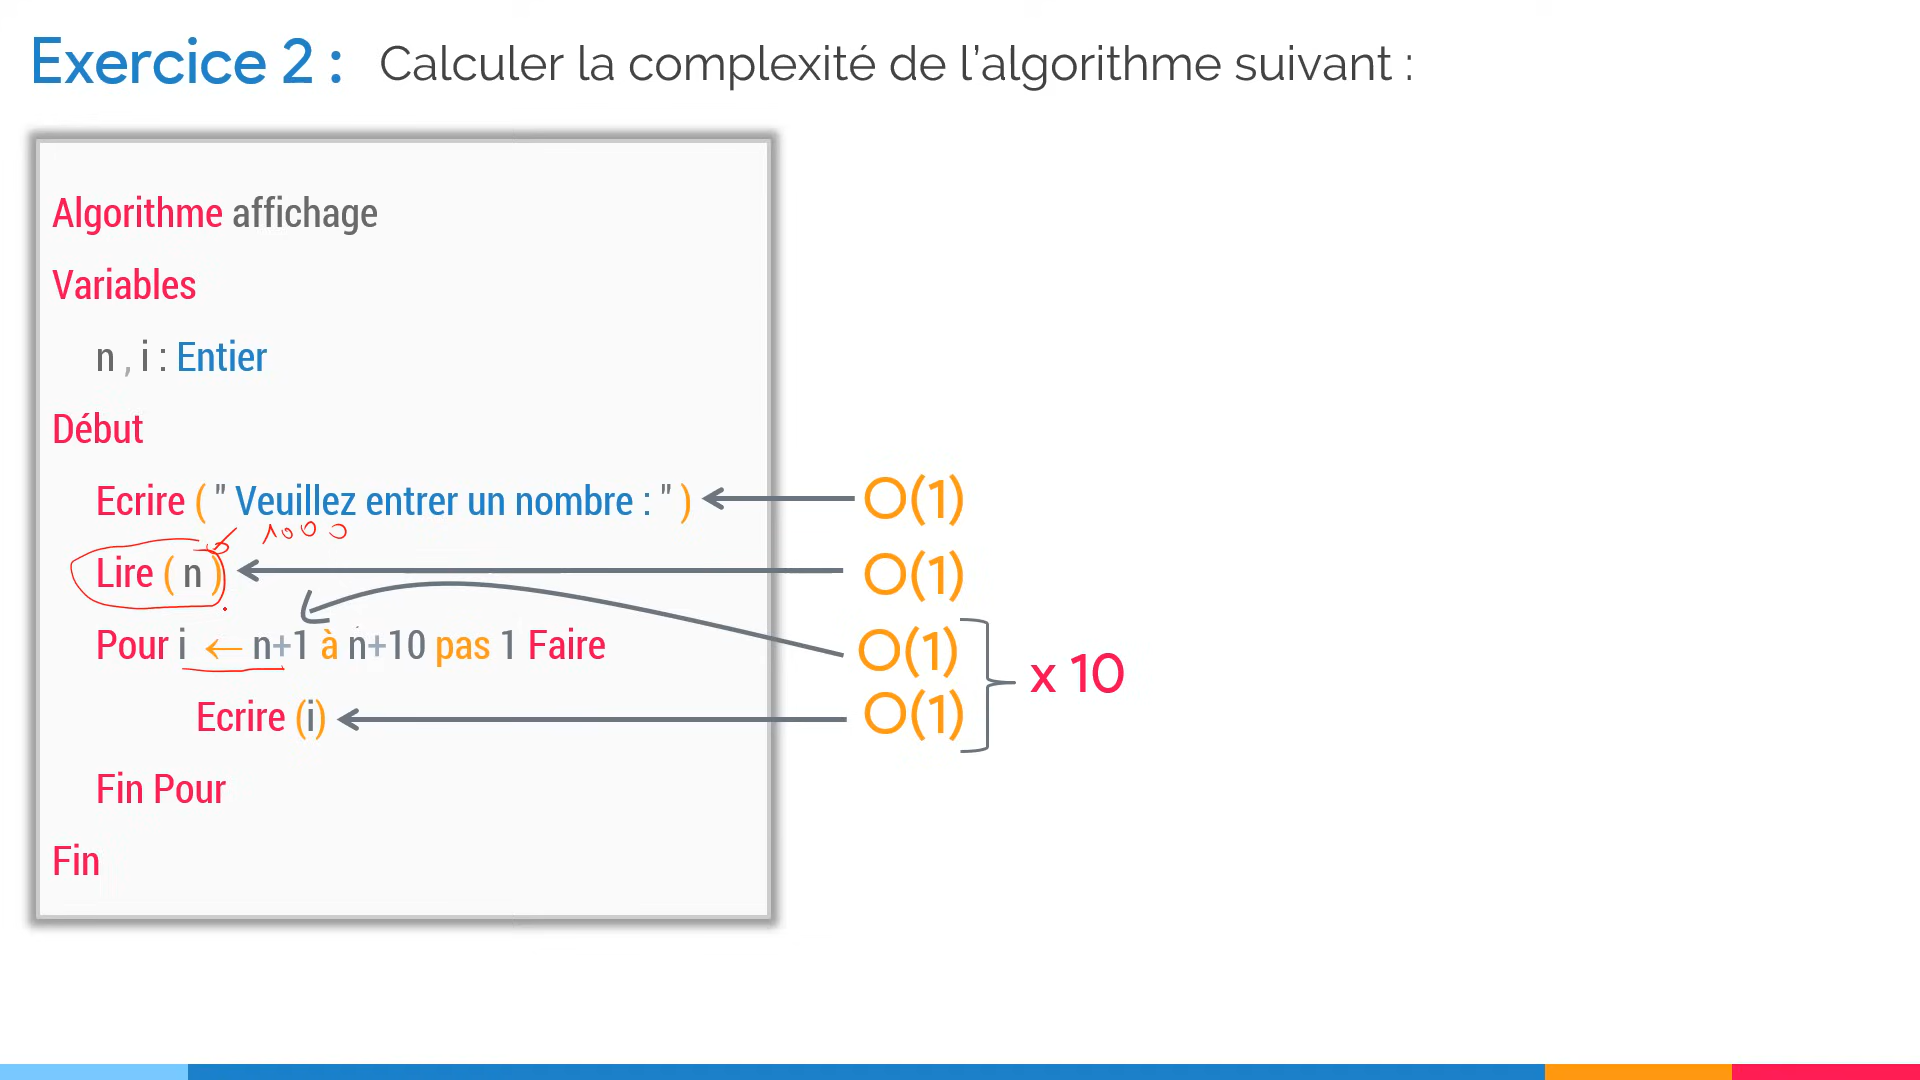 Exercice 2 : Calculer la complexité de l'algorithme suivant :
Algorithme affichage
Variables
n , i : Entier
Début
Ecrire ( " Veuillez entrer un nombre : " ) O(1)
1000
Lire ( n ) O(1)
Pour i ← n+1 à n+10 pas 1 Faire O(1)
x 10
Ecrire (i) O(1)
Fin Pour
Fin